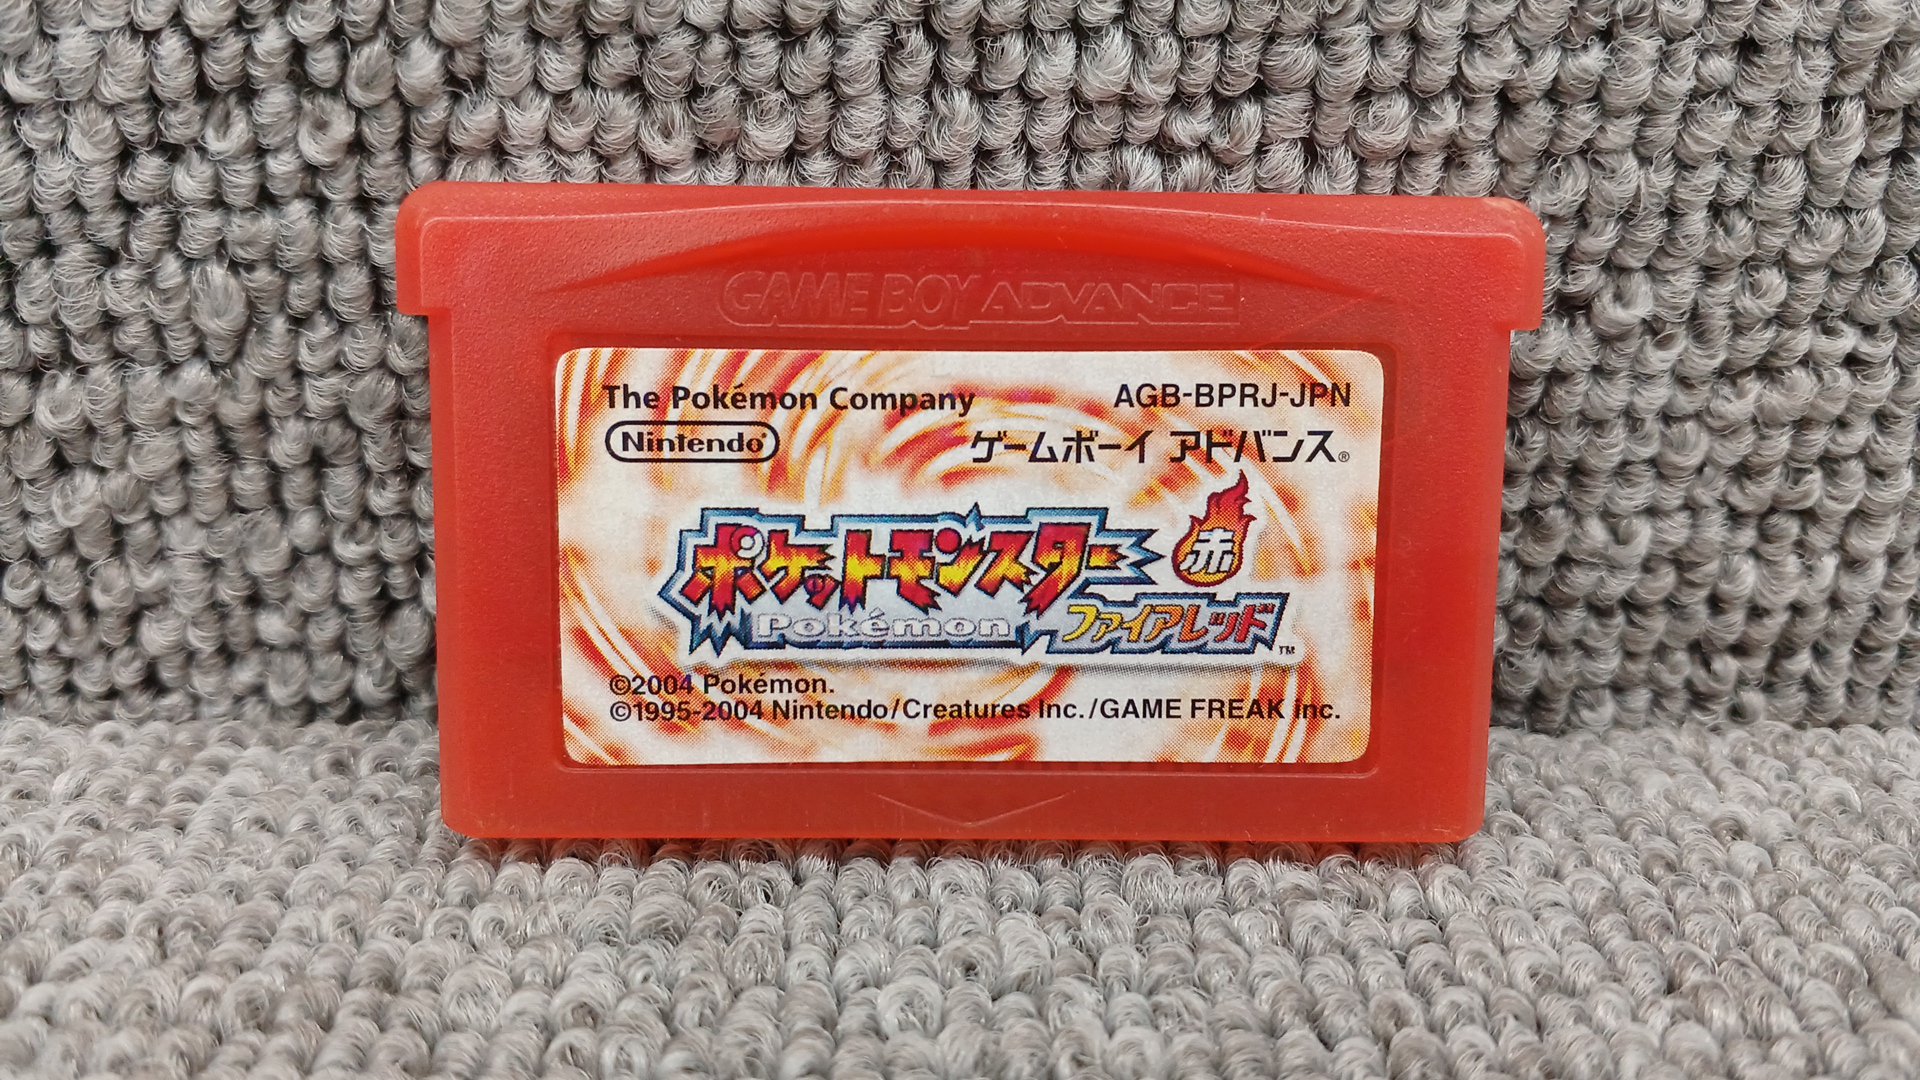 GAME BOY ADVANCE
The Pokémon Company AGB-BPRJ-JPN
Nintendo® ゲームボーイ アドバンス®
ポケットモンスター 赤
Pokémon ファイアレッド™
©2004 Pokémon.
©1995-2004 Nintendo/Creatures Inc./GAME FREAK inc.